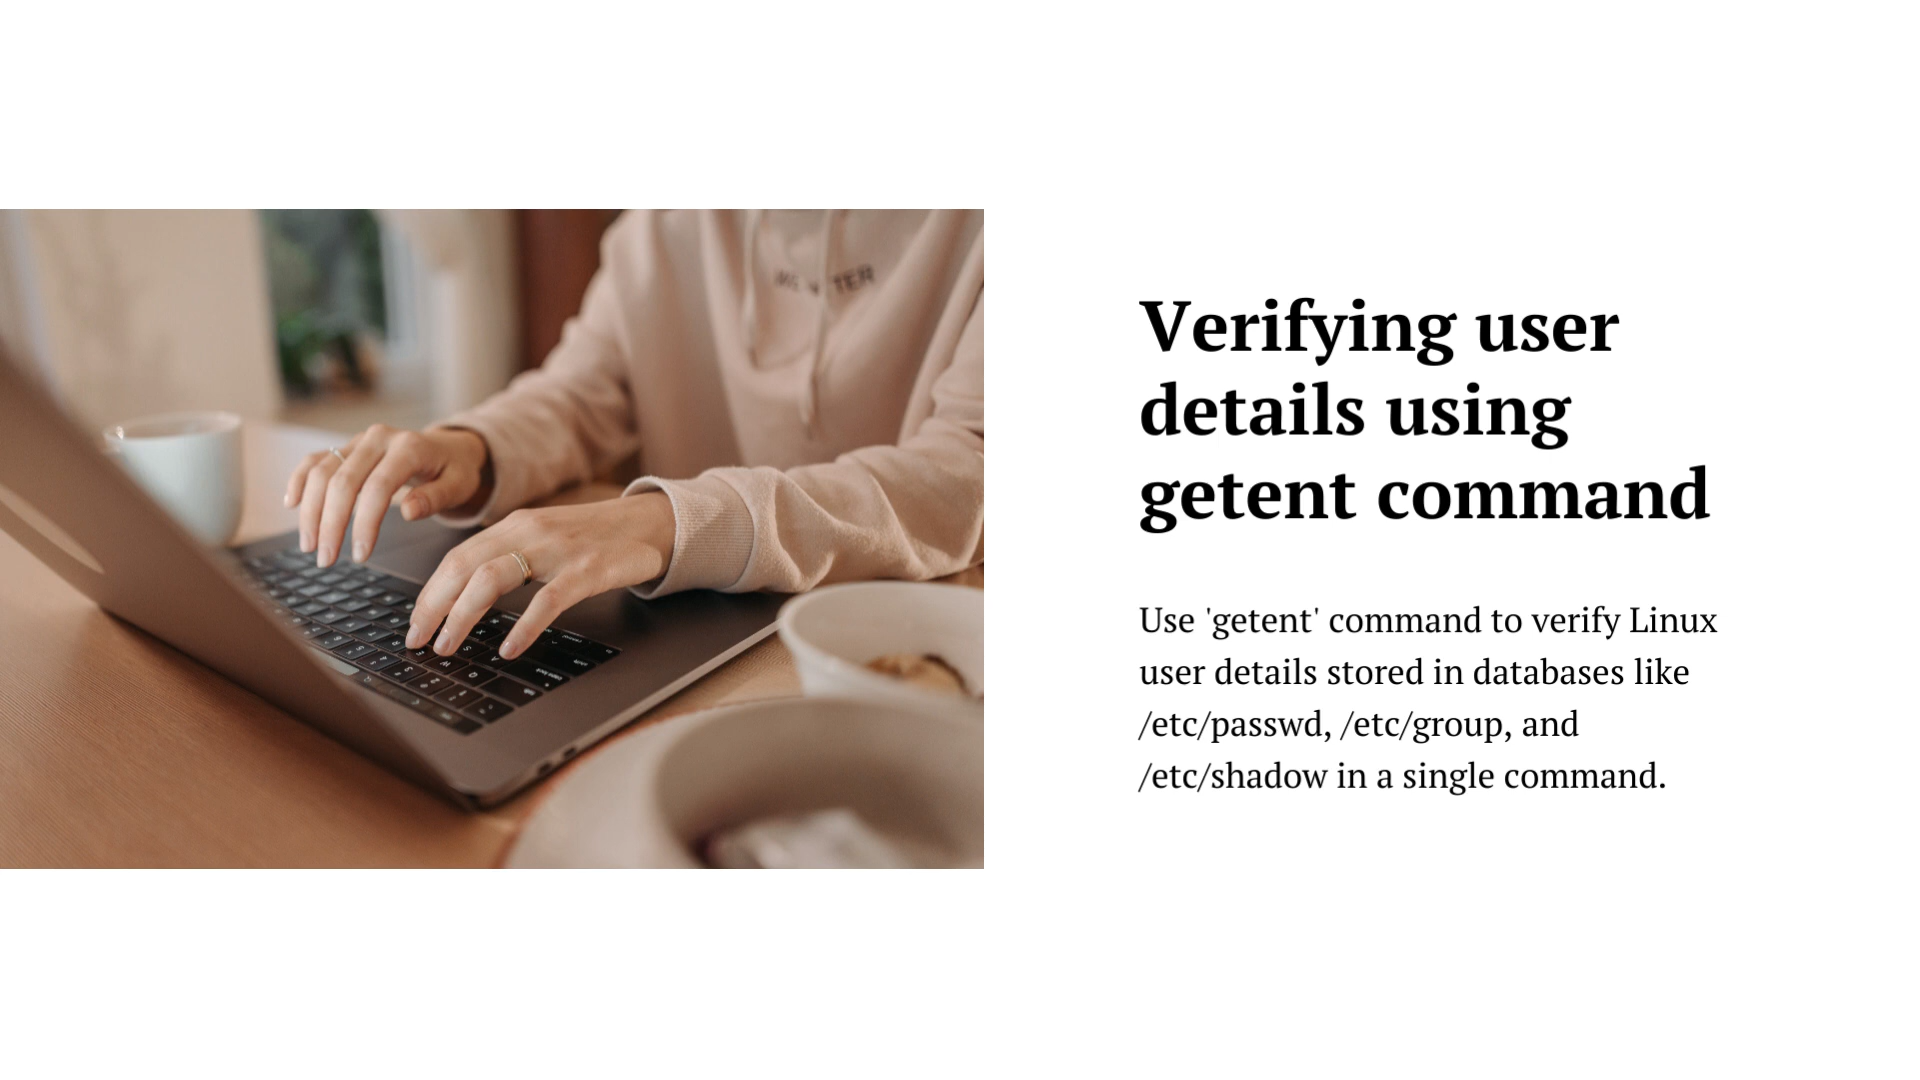 Verifying user
details using
getent command
Use 'getent' command to verify Linux
user details stored in databases like
/etc/passwd, /etc/group, and
/etc/shadow in a single command.